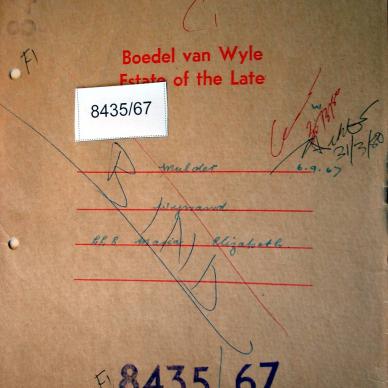 F1
C1
Boedel van Wyle
Estate of the Late
8435/67
31/3/80
6.9.67
Mulder
Wynand
Maria Elizabeth
F1
8435/67